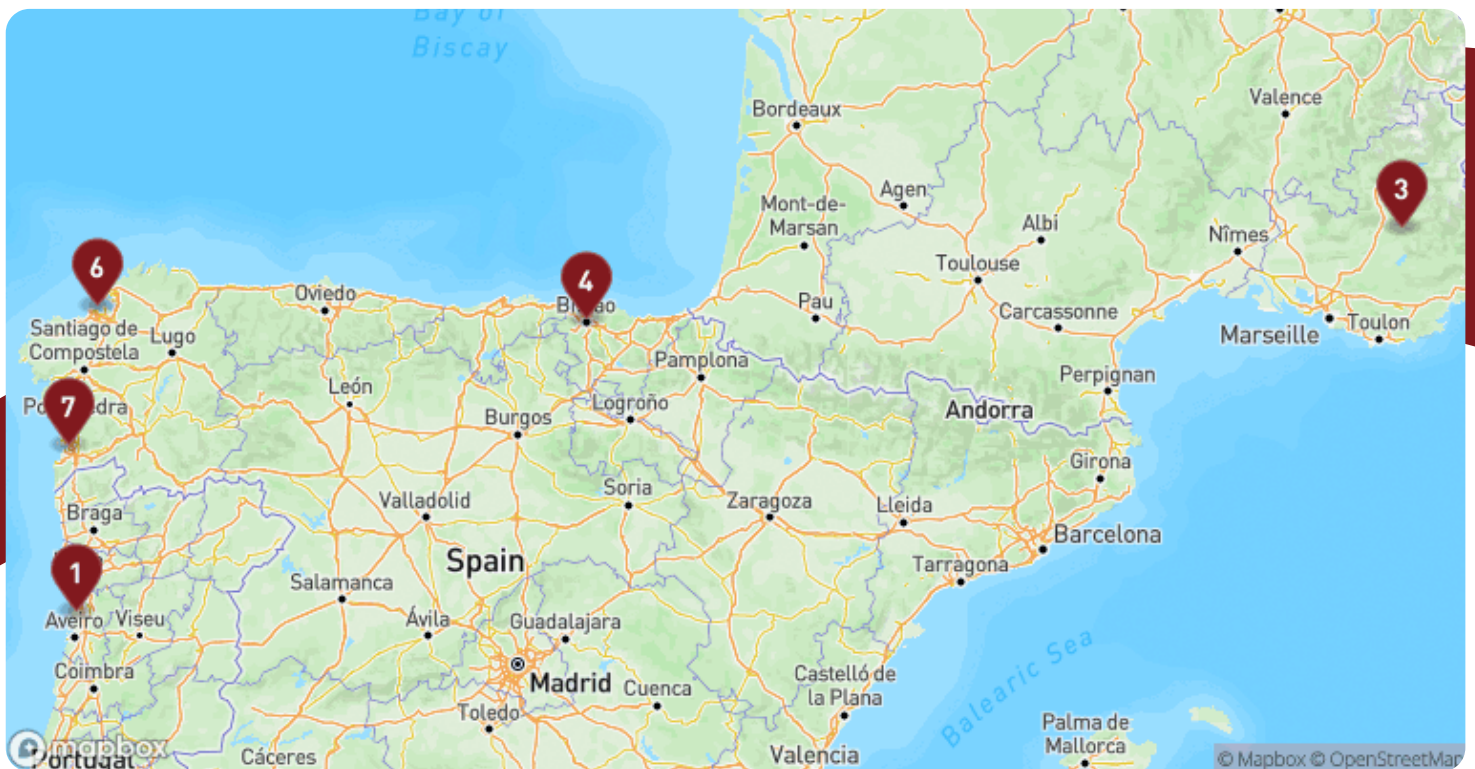 Bay of
Biscay
Bordeaux
Valence
Agen
3
Mont-de-
Marsan
Albi
Nîmes
6
4
Toulouse
Oviedo
Pau
Carcassonne
Santiago de
Compostela
Lugo
Marseille
Toulon
Pamplona
Perpignan
León
7
Logroño
Andorra
Burgos
Girona
Valladolid
Soria
Zaragoza
Lleida
Braga
Barcelona
Spain
1
Salamanca
Tarragona
Aveiro
Viseu
Ávila
Guadalajara
Coimbra
Madrid
Cuenca
Castelló de
la Plana
Balearic Sea
Toledo
Palma de
Mallorca
mapbox
Portugal
Cáceres
Valencia
© Mapbox © OpenStreetMap